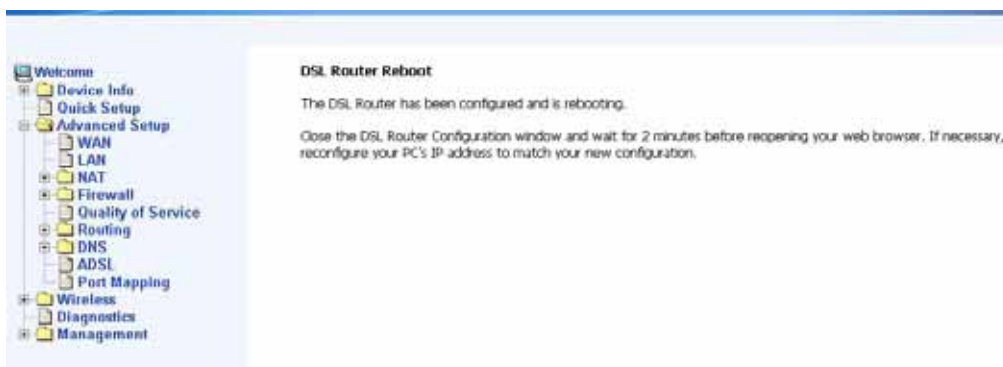 Welcome
Device Info
Quick Setup
Advanced Setup
WAN
LAN
NAT
Firewall
Quality of Service
Routing
DNS
ADSL
Port Mapping
Wireless
Diagnostics
Management
DSL Router Reboot
The DSL Router has been configured and is rebooting.
Close the DSL Router Configuration window and wait for 2 minutes before reopening your web browser. If necessary,
reconfigure your PC's IP address to match your new configuration.